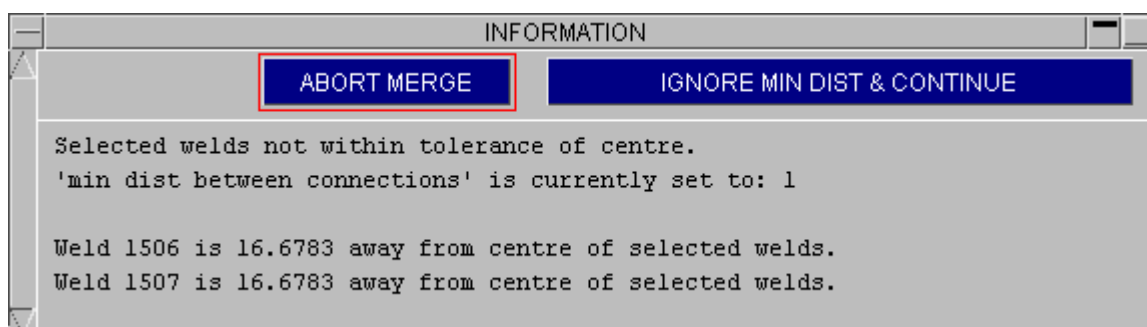 INFORMATION
ABORT MERGE
IGNORE MIN DIST & CONTINUE
Selected welds not within tolerance of centre.
'min dist between connections' is currently set to: 1
Weld 1506 is 16.6783 away from centre of selected welds.
Weld 1507 is 16.6783 away from centre of selected welds.